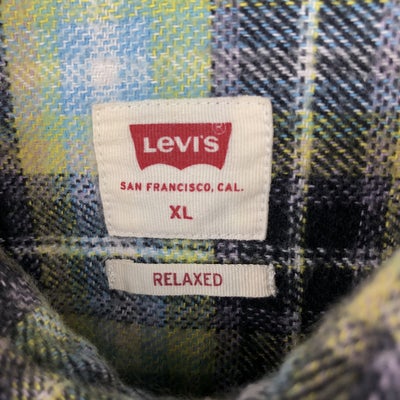 Levi's
SAN FRANCISCO, CAL.
XL
RELAXED